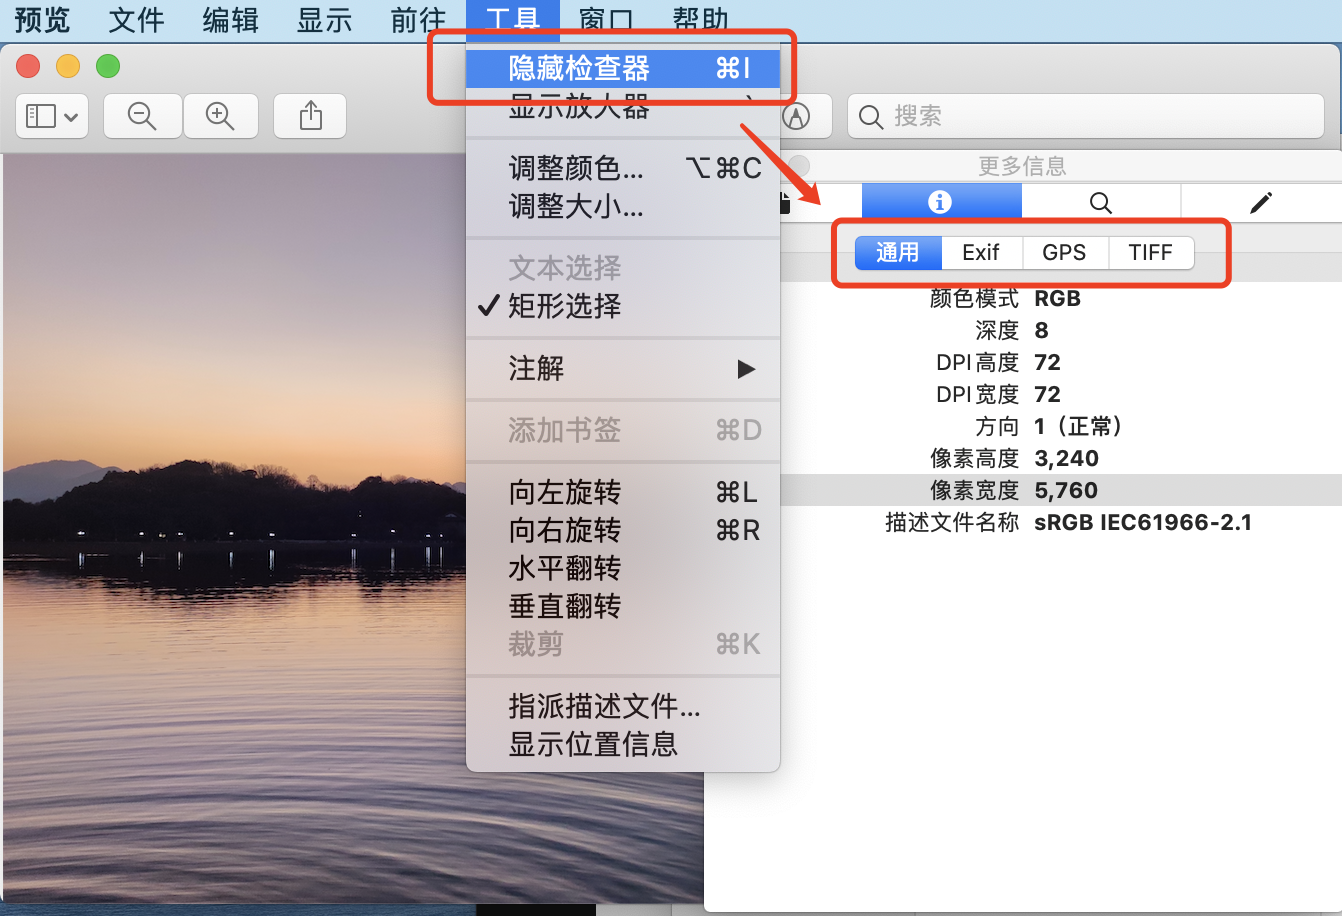 预览 文件 编辑 显示 前往 工具 窗口 帮助
隐藏检查器 ⌘I
显示放大器
搜索
调整颜色... ⌥⌘C
调整大小...
文本选择
✓ 矩形选择
注解 ▶
添加书签 ⌘D
向左旋转 ⌘L
向右旋转 ⌘R
水平翻转
垂直翻转
裁剪 ⌘K
指派描述文件...
显示位置信息
更多信息
通用 Exif GPS TIFF
颜色模式 RGB
深度 8
DPI高度 72
DPI宽度 72
方向 1（正常）
像素高度 3,240
像素宽度 5,760
描述文件名称 sRGB IEC61966-2.1